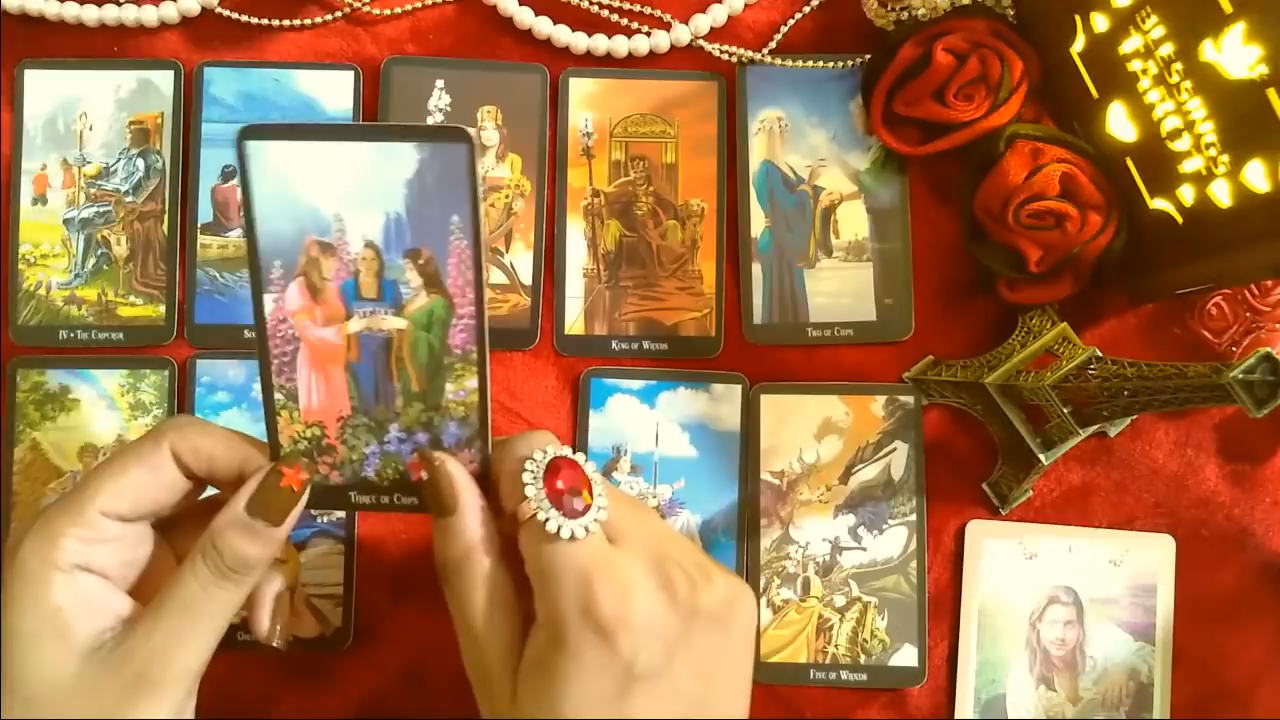 BLESSINGS
TAROT
IV • The Emperor
King of Wands
Two of Cups
Three of Cups
Five of Wands